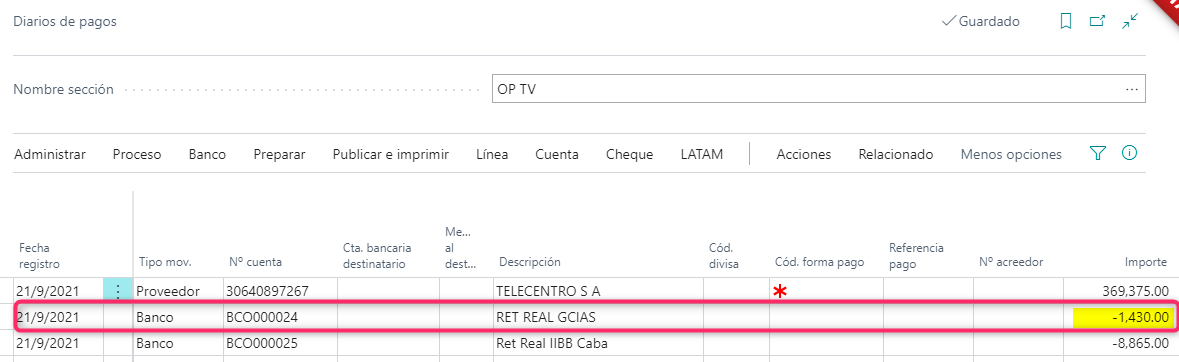 Diarios de pagos
Guardado
Nombre sección
OP TV
Administrar Proceso Banco Preparar Publicar e imprimir Línea Cuenta Cheque LATAM Acciones Relacionado Menos opciones
Fecha registro Tipo mov. Nº cuenta Cta. bancaria destinatario Me... al dest... Descripción Cód. divisa Cód. forma pago Referencia pago Nº acreedor Importe
21/9/2021 Proveedor 30640897267 TELECENTRO S A * 369,375.00
21/9/2021 Banco BCO000024 RET REAL GCIAS -1,430.00
21/9/2021 Banco BCO000025 Ret Real IIBB Caba -8,865.00